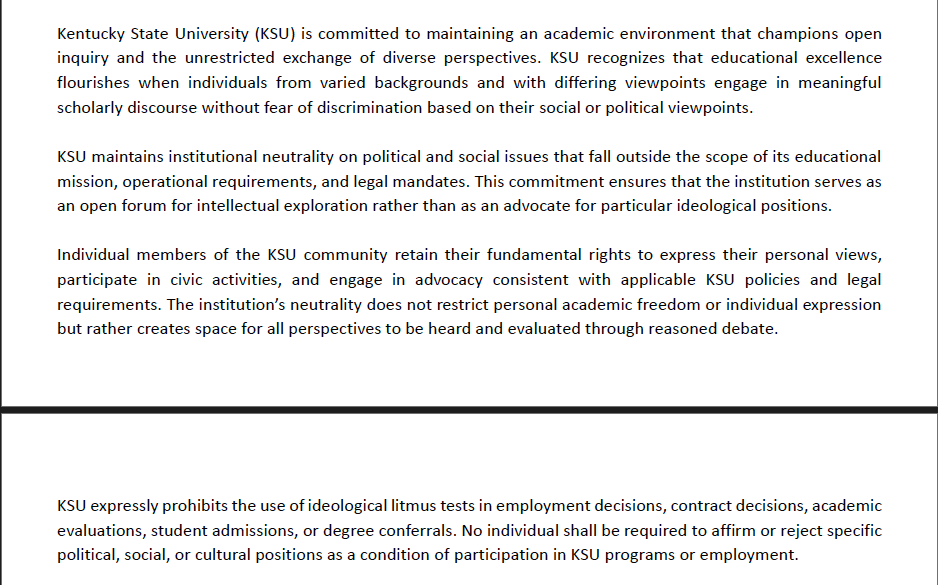 Kentucky State University (KSU) is committed to maintaining an academic environment that champions open
inquiry and the unrestricted exchange of diverse perspectives. KSU recognizes that educational excellence
flourishes when individuals from varied backgrounds and with differing viewpoints engage in meaningful
scholarly discourse without fear of discrimination based on their social or political viewpoints.
KSU maintains institutional neutrality on political and social issues that fall outside the scope of its educational
mission, operational requirements, and legal mandates. This commitment ensures that the institution serves as
an open forum for intellectual exploration rather than as an advocate for particular ideological positions.
Individual members of the KSU community retain their fundamental rights to express their personal views,
participate in civic activities, and engage in advocacy consistent with applicable KSU policies and legal
requirements. The institution’s neutrality does not restrict personal academic freedom or individual expression
but rather creates space for all perspectives to be heard and evaluated through reasoned debate.
KSU expressly prohibits the use of ideological litmus tests in employment decisions, contract decisions, academic
evaluations, student admissions, or degree conferrals. No individual shall be required to affirm or reject specific
political, social, or cultural positions as a condition of participation in KSU programs or employment.